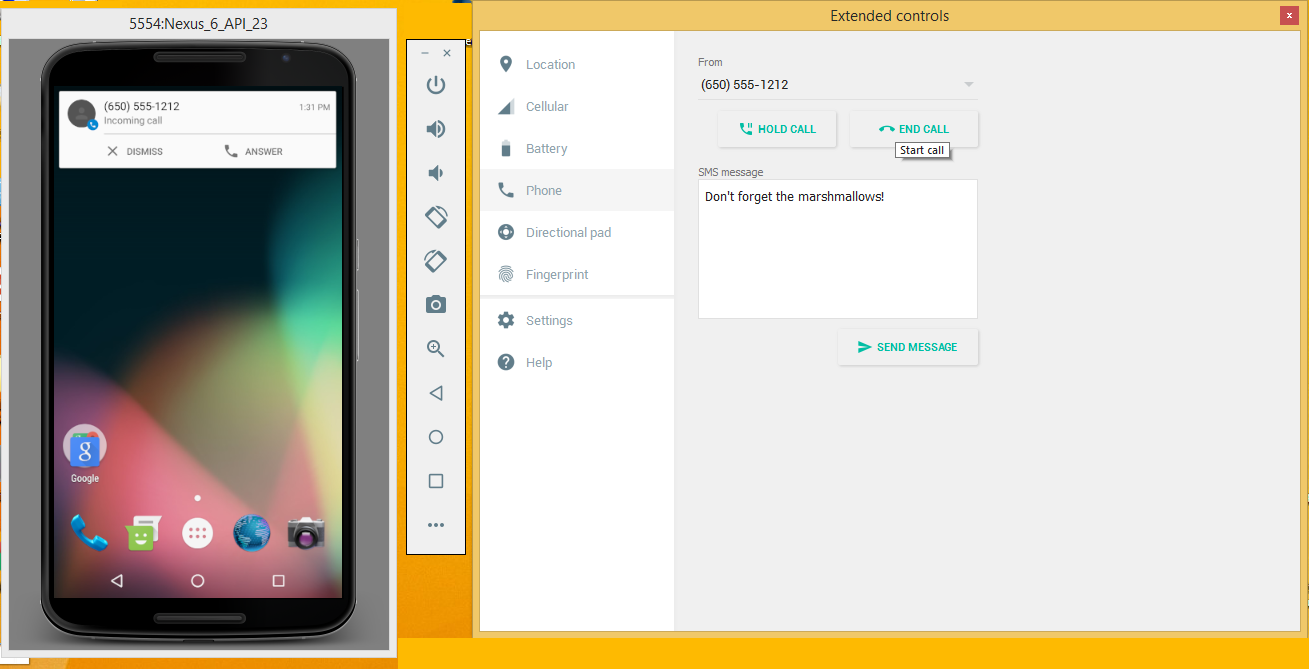 5554:Nexus_6_API_23
(650) 555-1212
1:31 PM
Incoming call
DISMISS
ANSWER
Google
Extended controls
Location
Cellular
Battery
Phone
Directional pad
Fingerprint
Settings
Help
From
(650) 555-1212
HOLD CALL
END CALL
Start call
SMS message
Don't forget the marshmallows!
SEND MESSAGE